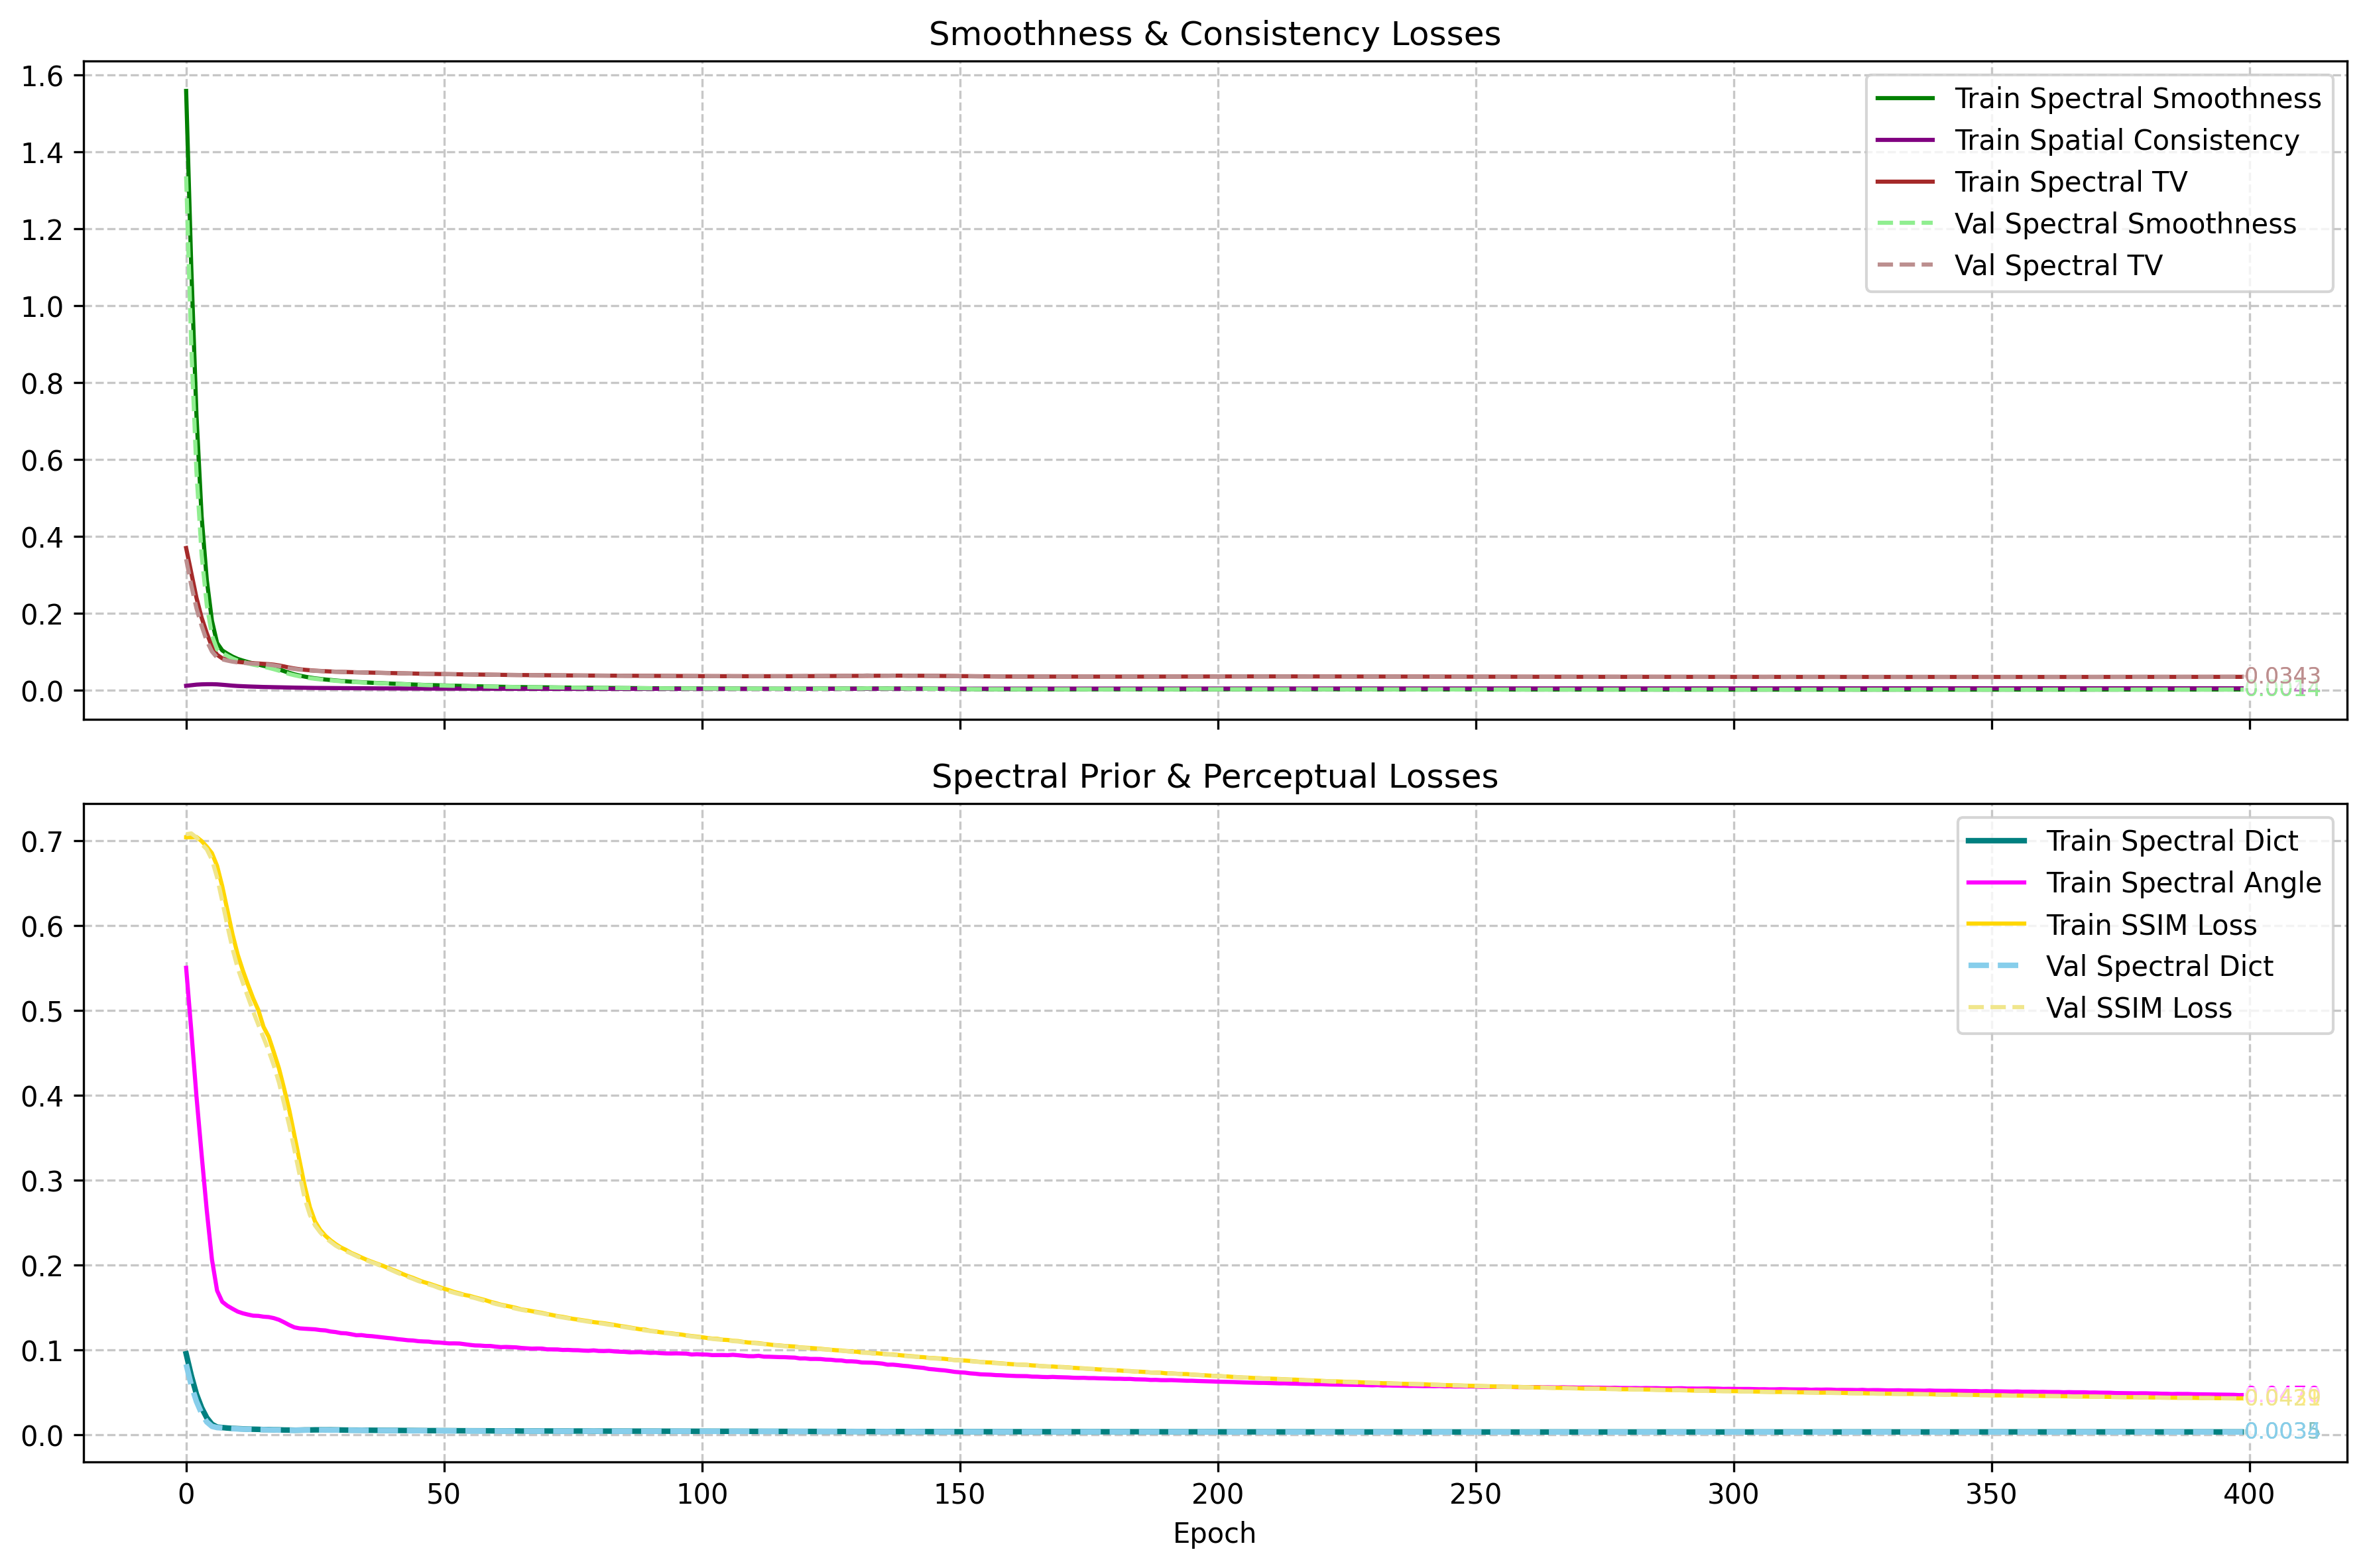 Smoothness & Consistency Losses
1.6
1.4
1.2
1.0
0.8
0.6
0.4
0.2
0.0
Train Spectral Smoothness
Train Spatial Consistency
Train Spectral TV
Val Spectral Smoothness
Val Spectral TV
0.0343
0.0014
Spectral Prior & Perceptual Losses
0.7
0.6
0.5
0.4
0.3
0.2
0.1
0.0
Train Spectral Dict
Train Spectral Angle
Train SSIM Loss
Val Spectral Dict
Val SSIM Loss
0 50 100 150 200 250 300 350 400
Epoch